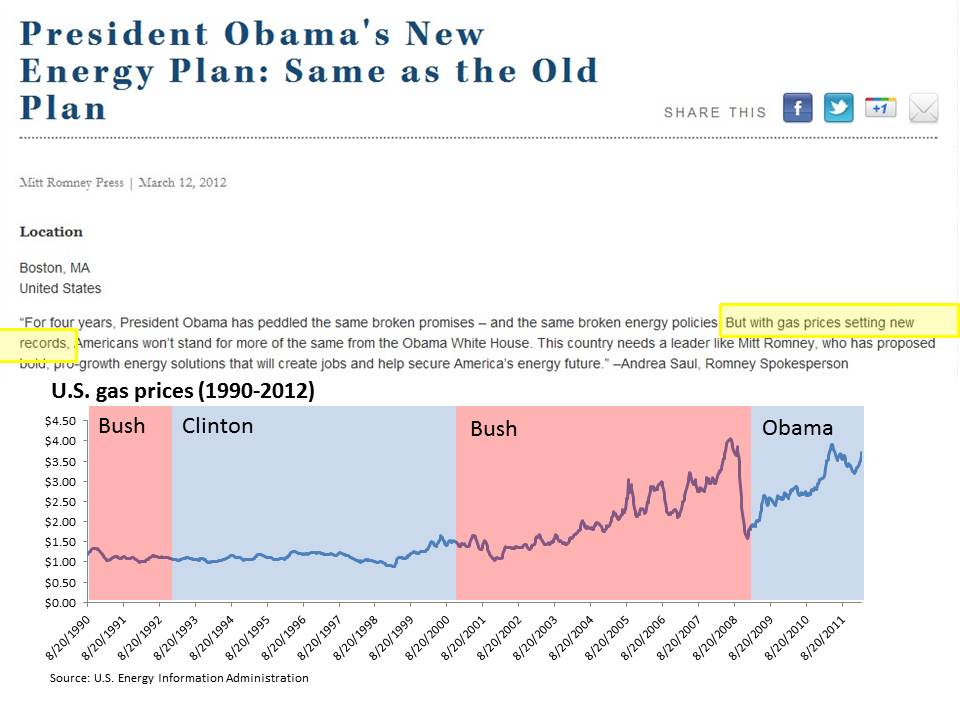 President Obama's New
Energy Plan: Same as the Old
Plan
SHARE THIS
f
+1
Mitt Romney Press | March 12, 2012
Location
Boston, MA
United States
“For four years, President Obama has peddled the same broken promises – and the same broken energy policies. But with gas prices setting new
records, Americans won’t stand for more of the same from the Obama White House. This country needs a leader like Mitt Romney, who has proposed
bold, pro-growth energy solutions that will create jobs and help secure America’s energy future.” –Andrea Saul, Romney Spokesperson
U.S. gas prices (1990-2012)
Bush Clinton Bush Obama
$4.50
$4.00
$3.50
$3.00
$2.50
$2.00
$1.50
$1.00
$0.50
$0.00
8/20/1990 8/20/1991 8/20/1992 8/20/1993 8/20/1994 8/20/1995 8/20/1996 8/20/1997 8/20/1998 8/20/1999 8/20/2000 8/20/2001 8/20/2002 8/20/2003 8/20/2004 8/20/2005 8/20/2006 8/20/2007 8/20/2008 8/20/2009 8/20/2010 8/20/2011
Source: U.S. Energy Information Administration